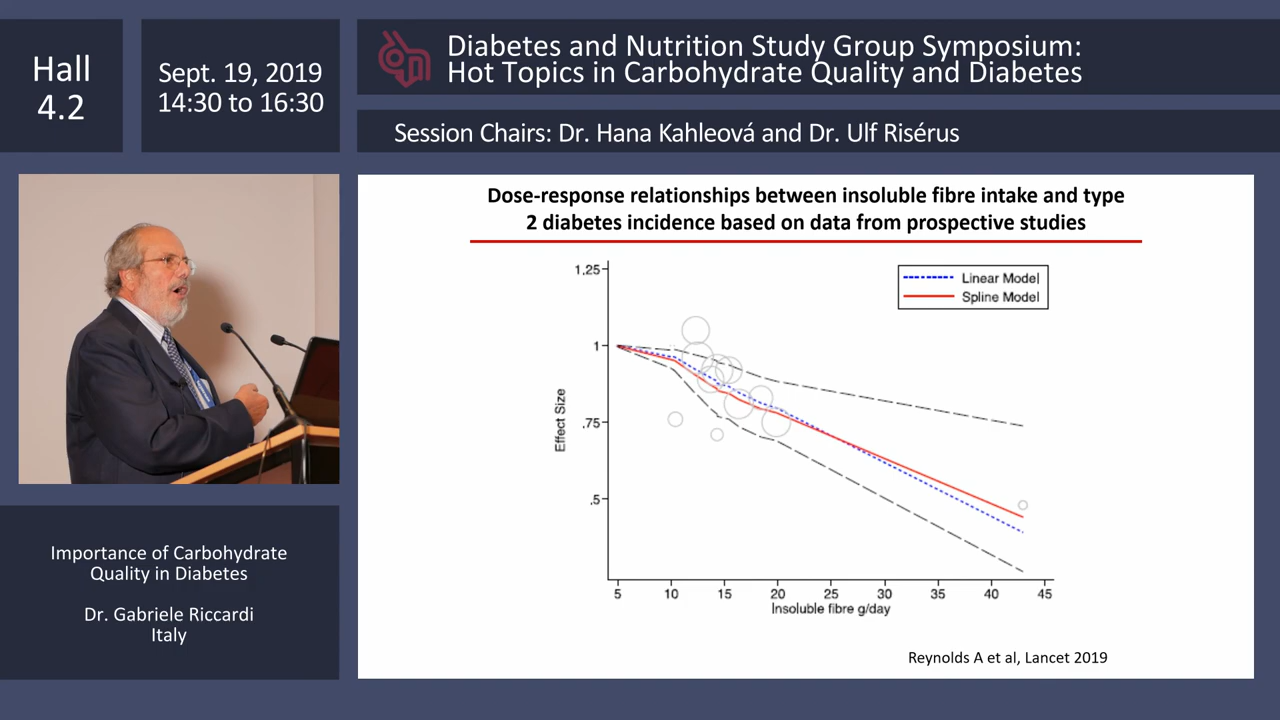 Hall
4.2
Sept. 19, 2019
14:30 to 16:30
Diabetes and Nutrition Study Group Symposium:
Hot Topics in Carbohydrate Quality and Diabetes
Session Chairs: Dr. Hana Kahleová and Dr. Ulf Risérus
Dose-response relationships between insoluble fibre intake and type
2 diabetes incidence based on data from prospective studies
Linear Model
Spline Model
1.25
1
.75
.5
Effect Size
5 10 15 20 25 30 35 40 45
Insoluble fibre g/day
Reynolds A et al, Lancet 2019
Importance of Carbohydrate
Quality in Diabetes
Dr. Gabriele Riccardi
Italy